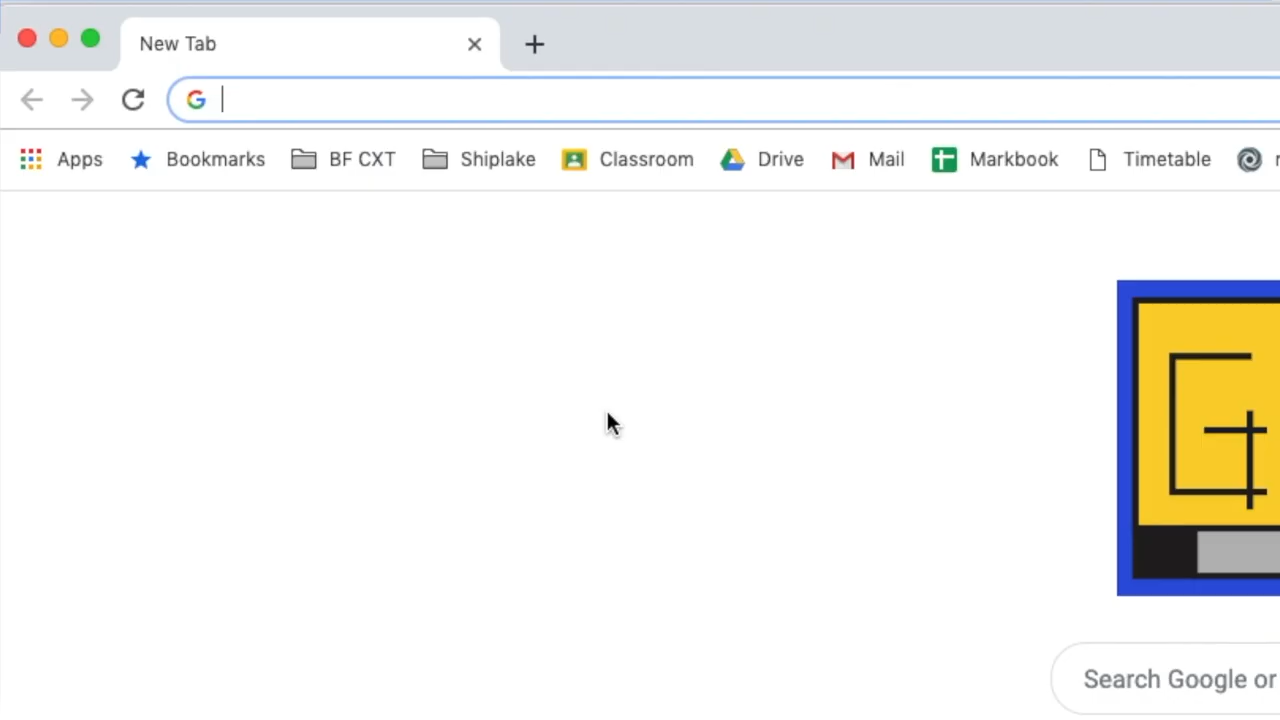 New Tab
Apps Bookmarks BF CXT Shiplake Classroom Drive Mail Markbook Timetable
Search Google or